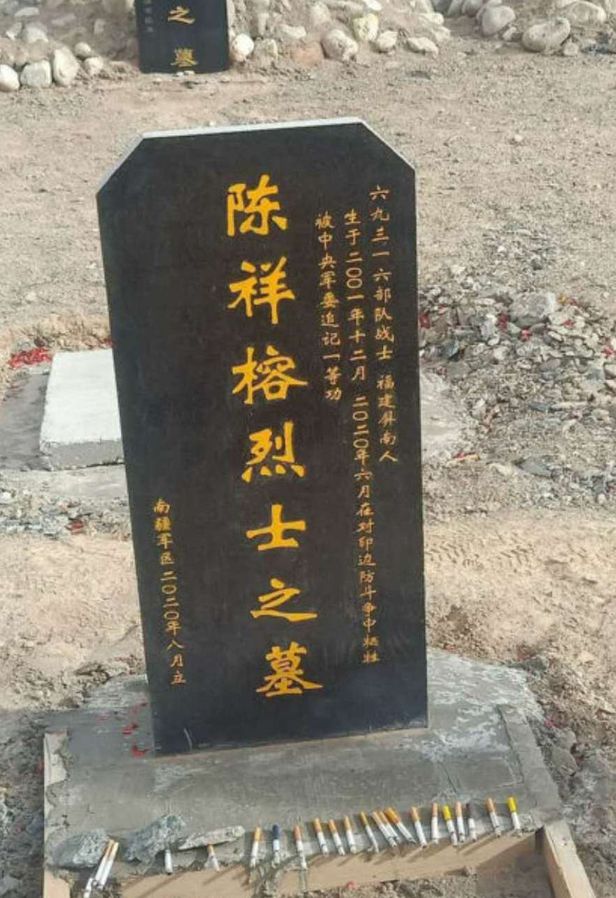 六九三一六部队战士 福建屏南人
生于二〇〇一年十二月 二〇二〇年六月在对印边防斗争中牺牲
被中央军委追记一等功
陈祥榕烈士之墓
南疆军区二〇二〇年八月立
之墓